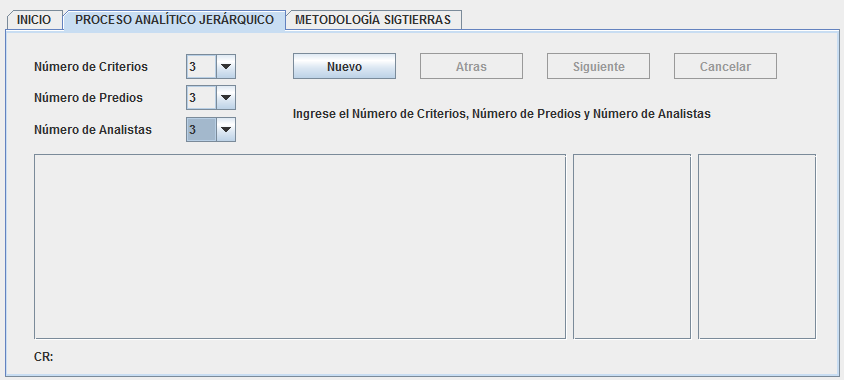 INICIO PROCESO ANALÍTICO JERÁRQUICO METODOLOGÍA SIGTIERRAS
Número de Criterios 3 Nuevo Atras Siguiente Cancelar
Número de Predios 3
Ingrese el Número de Criterios, Número de Predios y Número de Analistas
Número de Analistas 3
CR: